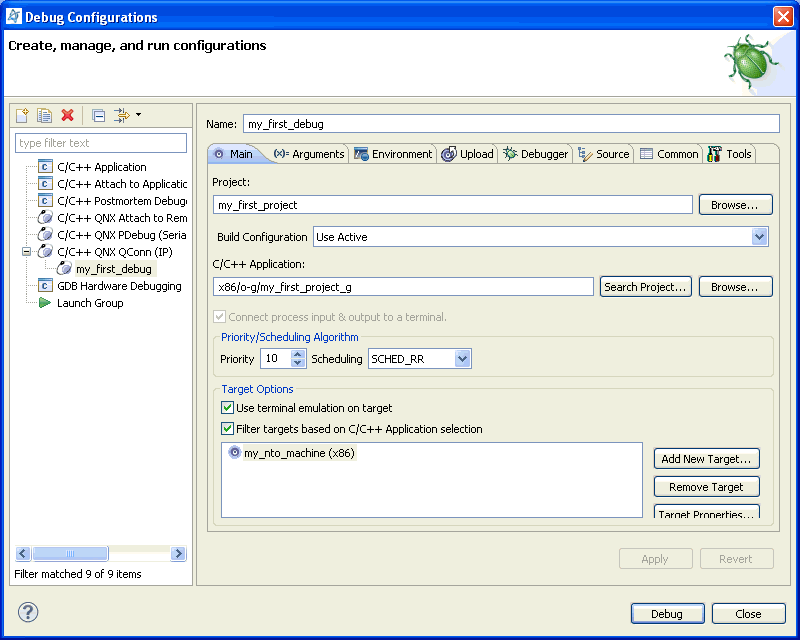 Debug Configurations
Create, manage, and run configurations
type filter text
C/C++ Application
C/C++ Attach to Applicatic
C/C++ Postmortem Debugg
C/C++ QNX Attach to Rem
C/C++ QNX PDebug (Seria
C/C++ QNX QConn (IP)
my_first_debug
GDB Hardware Debugging
Launch Group
Filter matched 9 of 9 items
Name: my_first_debug
Main (x)= Arguments Environment Upload Debugger Source Common Tools
Project:
my_first_project Browse...
Build Configuration Use Active
C/C++ Application:
x86/o-g/my_first_project_g Search Project... Browse...
Connect process input & output to a terminal.
Priority/Scheduling Algorithm
Priority 10 Scheduling SCHED_RR
Target Options
Use terminal emulation on target
Filter targets based on C/C++ Application selection
my_nto_machine (x86)
Add New Target...
Remove Target
Target Properties...
Apply Revert
? Debug Close